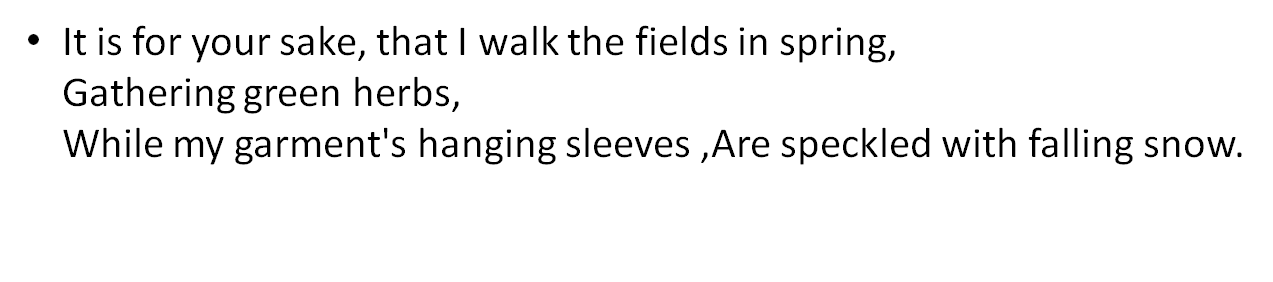 • It is for your sake, that I walk the fields in spring,
Gathering green herbs,
While my garment's hanging sleeves ,Are speckled with falling snow.